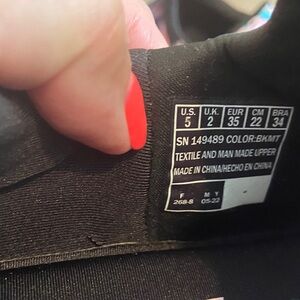 U.S. U.K. EUR CM BRA
5 2 35 22 34
SN 149489 COLOR:BKMT
TEXTILE AND MAN MADE UPPER
MADE IN CHINA/HECHO EN CHINA
F M Y
268-S 05-22